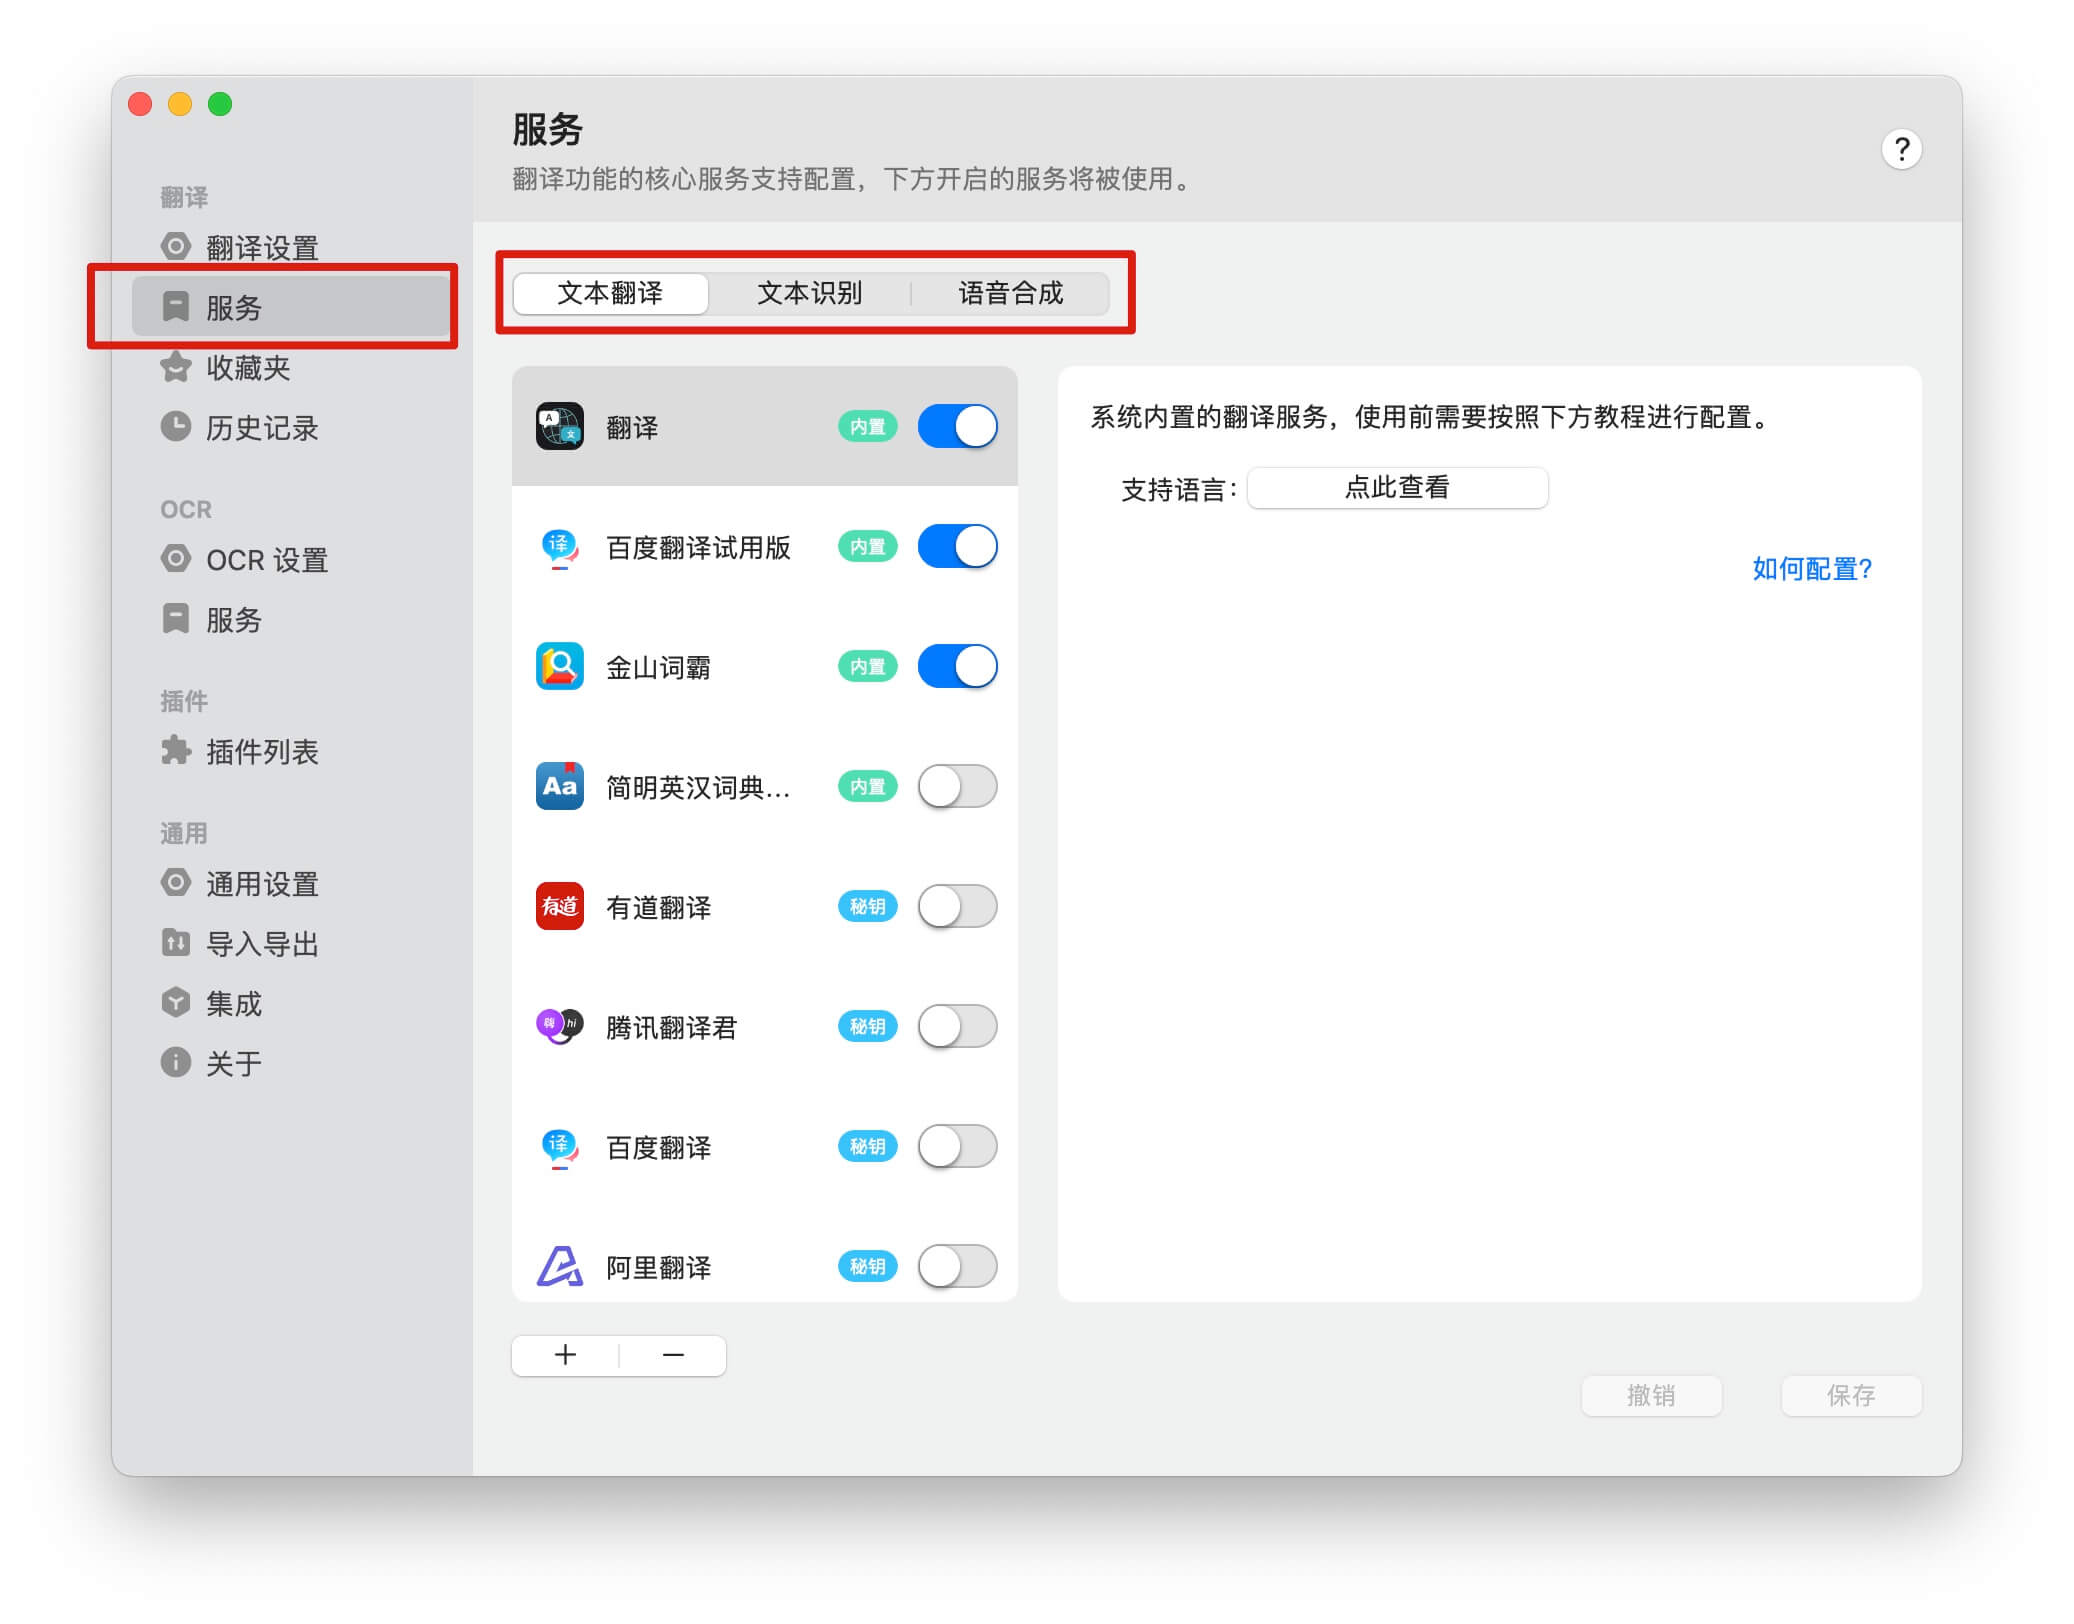 服务
翻译功能的核心服务支持配置，下方开启的服务将被使用。
?
翻译
翻译设置
服务
收藏夹
历史记录
OCR
OCR 设置
服务
插件
插件列表
通用
通用设置
导入导出
集成
关于
文本翻译 文本识别 语音合成
A 文 翻译 内置
译 百度翻译试用版 内置
金山词霸 内置
Aa 简明英汉词典... 内置
有道 有道翻译 秘钥
hi 腾讯翻译君 秘钥
译 百度翻译 秘钥
阿里翻译 秘钥
+ −
系统内置的翻译服务，使用前需要按照下方教程进行配置。
支持语言： 点此查看
如何配置?
撤销 保存